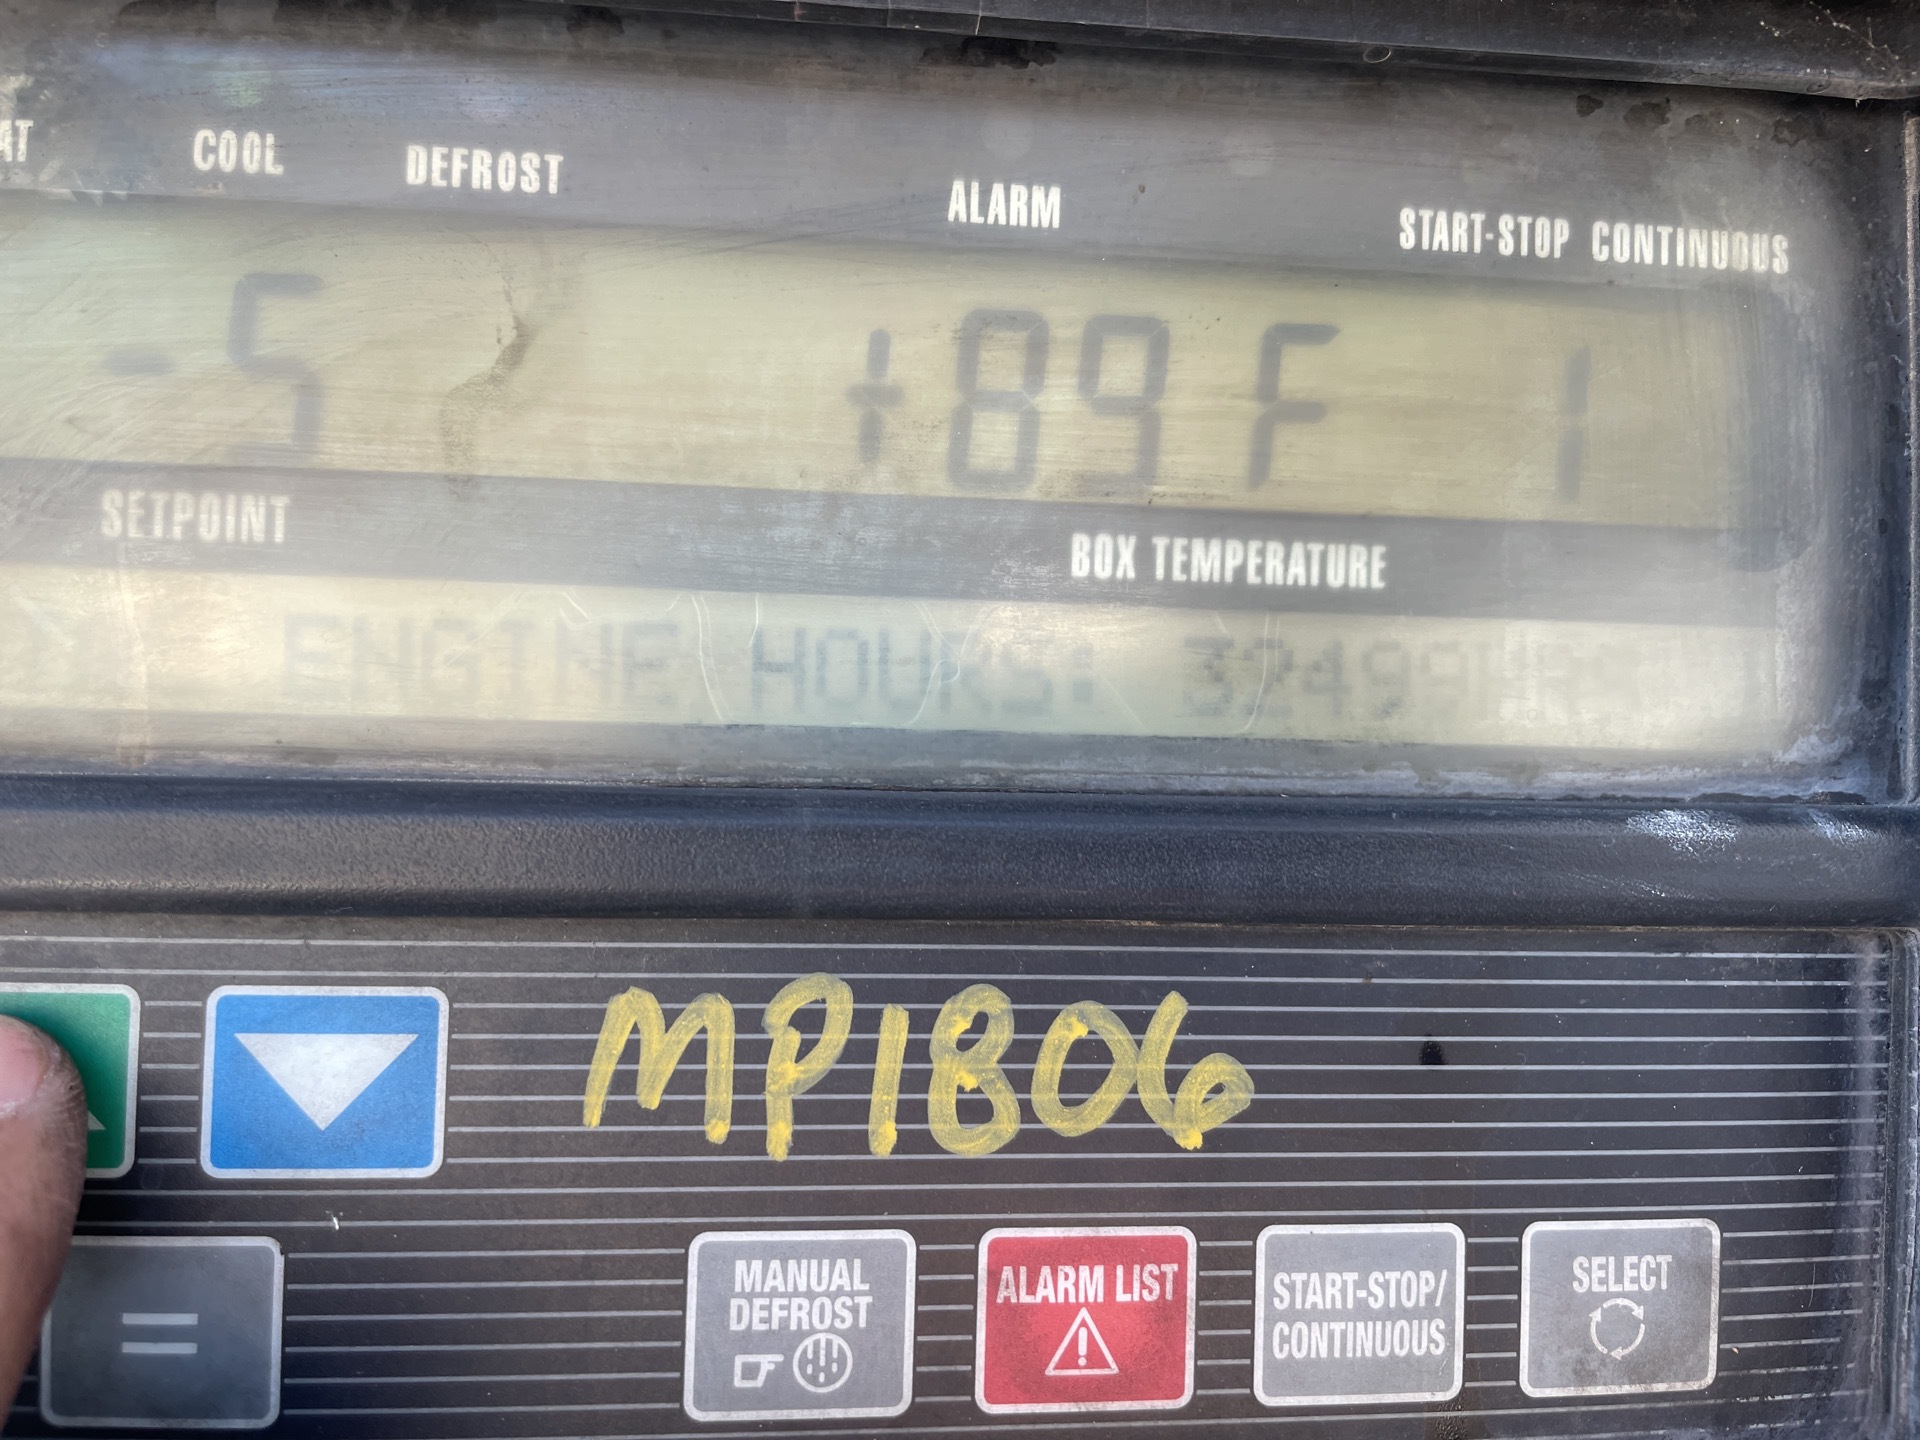 COOL DEFROST ALARM START-STOP CONTINUOUS
-5 +89 F
SETPOINT BOX TEMPERATURE
ENGINE HOURS: 32499HR
MP1806
MANUAL DEFROST
ALARM LIST
START-STOP/
CONTINUOUS
SELECT